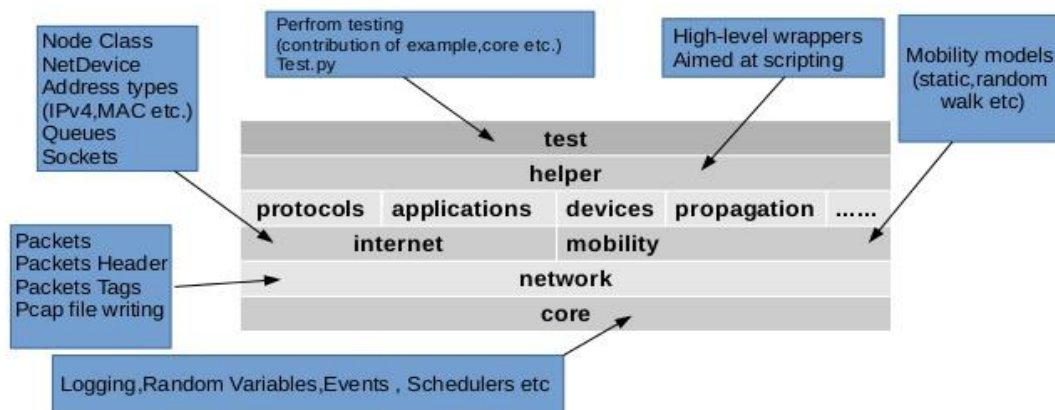 Node Class
NetDevice
Address types
(IPv4,MAC etc.)
Queues
Sockets
Perfrom testing
(contribution of example,core etc.)
Test.py
High-level wrappers
Aimed at scripting
Mobility models
(static,random
walk etc)
test
helper
protocols applications devices propagation ......
internet mobility
network
core
Packets
Packets Header
Packets Tags
Pcap file writing
Logging,Random Variables,Events , Schedulers etc